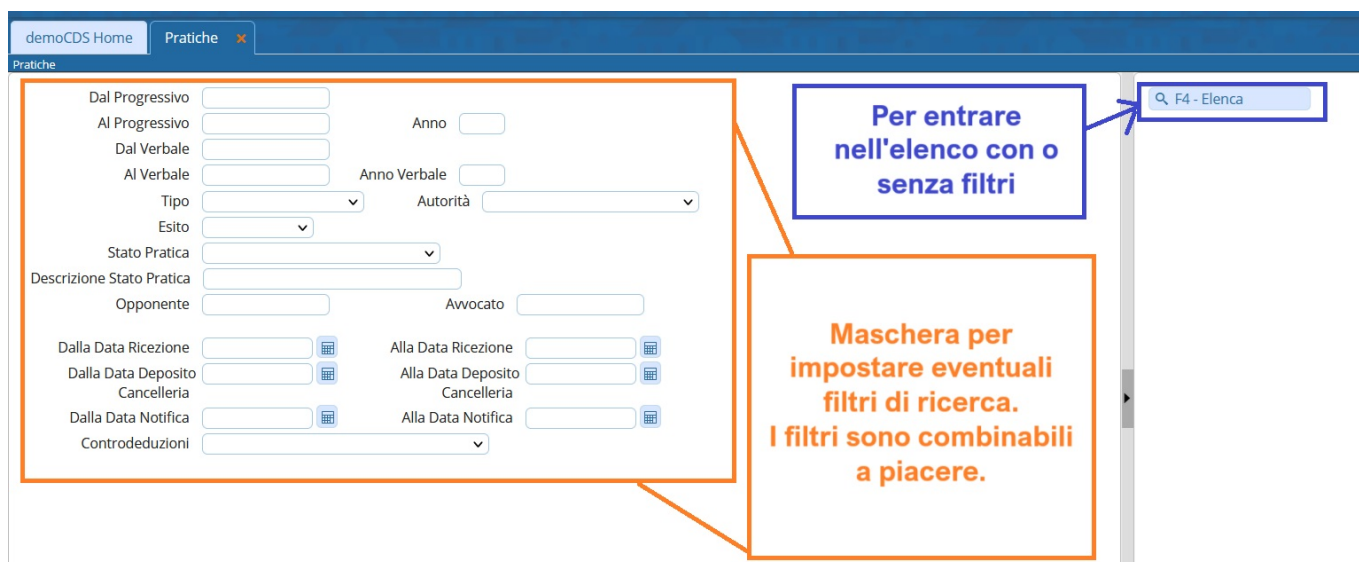 demoCDS Home Pratiche ×
Pratiche
Dal Progressivo
Al Progressivo Anno
Dal Verbale
Al Verbale Anno Verbale
Tipo Autorità
Esito
Stato Pratica
Descrizione Stato Pratica
Opponente Avvocato
Dalla Data Ricezione Alla Data Ricezione
Dalla Data Deposito Alla Data Deposito
Cancelleria Cancelleria
Dalla Data Notifica Alla Data Notifica
Controdeduzioni
Per entrare
nell'elenco con o
senza filtri
F4 - Elenca
Maschera per
impostare eventuali
filtri di ricerca.
I filtri sono combinabili
a piacere.